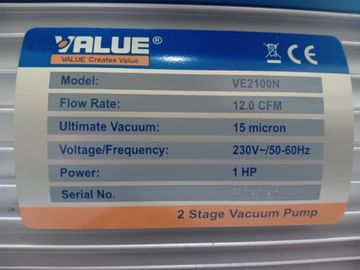 VALUE®
VALUE Creates Value
CE
Model: VE2100N
Flow Rate: 12.0 CFM
Ultimate Vacuum: 15 micron
Voltage/Frequency: 230V~/50-60Hz
Power: 1 HP
Serial No.
2 Stage Vacuum Pump